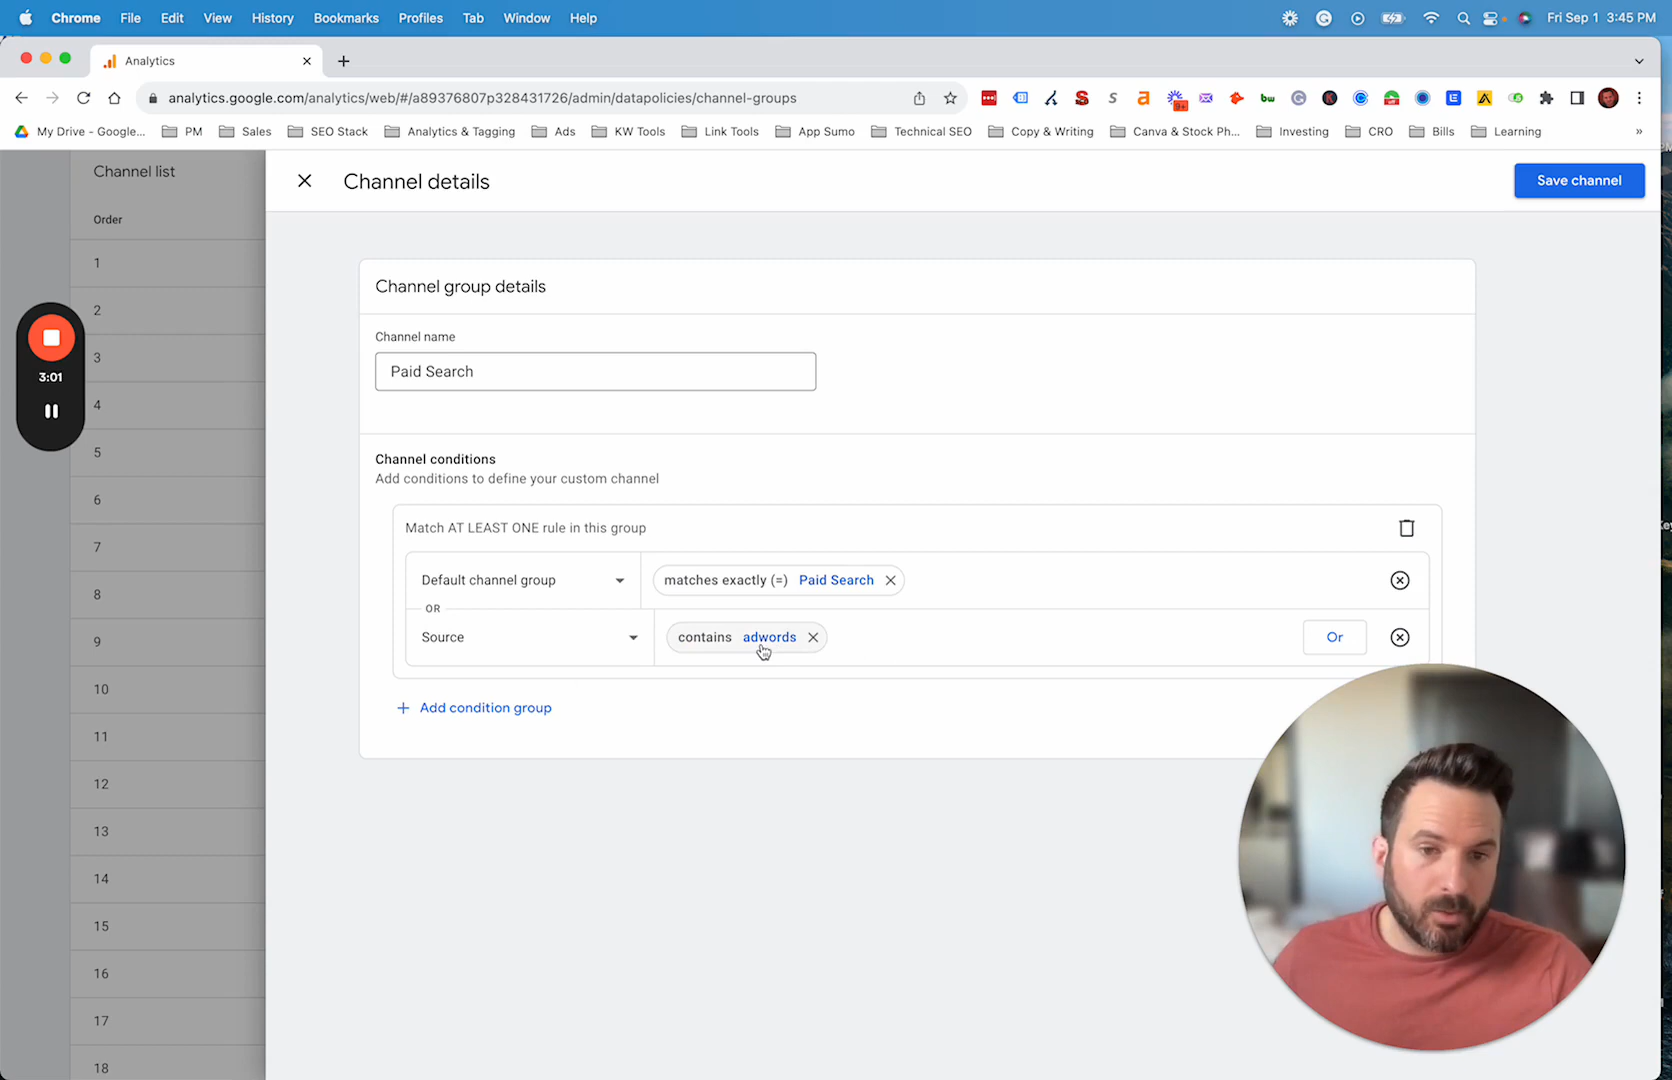 Chrome File Edit View History Bookmarks Profiles Tab Window Help Fri Sep 1 3:45 PM
Analytics
analytics.google.com/analytics/web/#/a89376807p328431726/admin/datapolicies/channel-groups
9+
bw
My Drive - Google... PM Sales SEO Stack Analytics & Tagging Ads KW Tools Link Tools App Sumo Technical SEO Copy & Writing Canva & Stock Ph... Investing CRO Bills Learning »
Channel list
Channel details
Save channel
Order
1
2
3
4
5
6
7
8
9
10
11
12
13
14
15
16
17
18
3:01
Channel group details
Channel name
Paid Search
Channel conditions
Add conditions to define your custom channel
Match AT LEAST ONE rule in this group
Default channel group matches exactly (=) Paid Search
OR
Source contains adwords Or
+ Add condition group